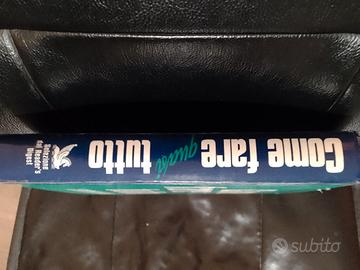 Come fare
quasi
tutto
Selezione
dal Reader's
Digest
subito